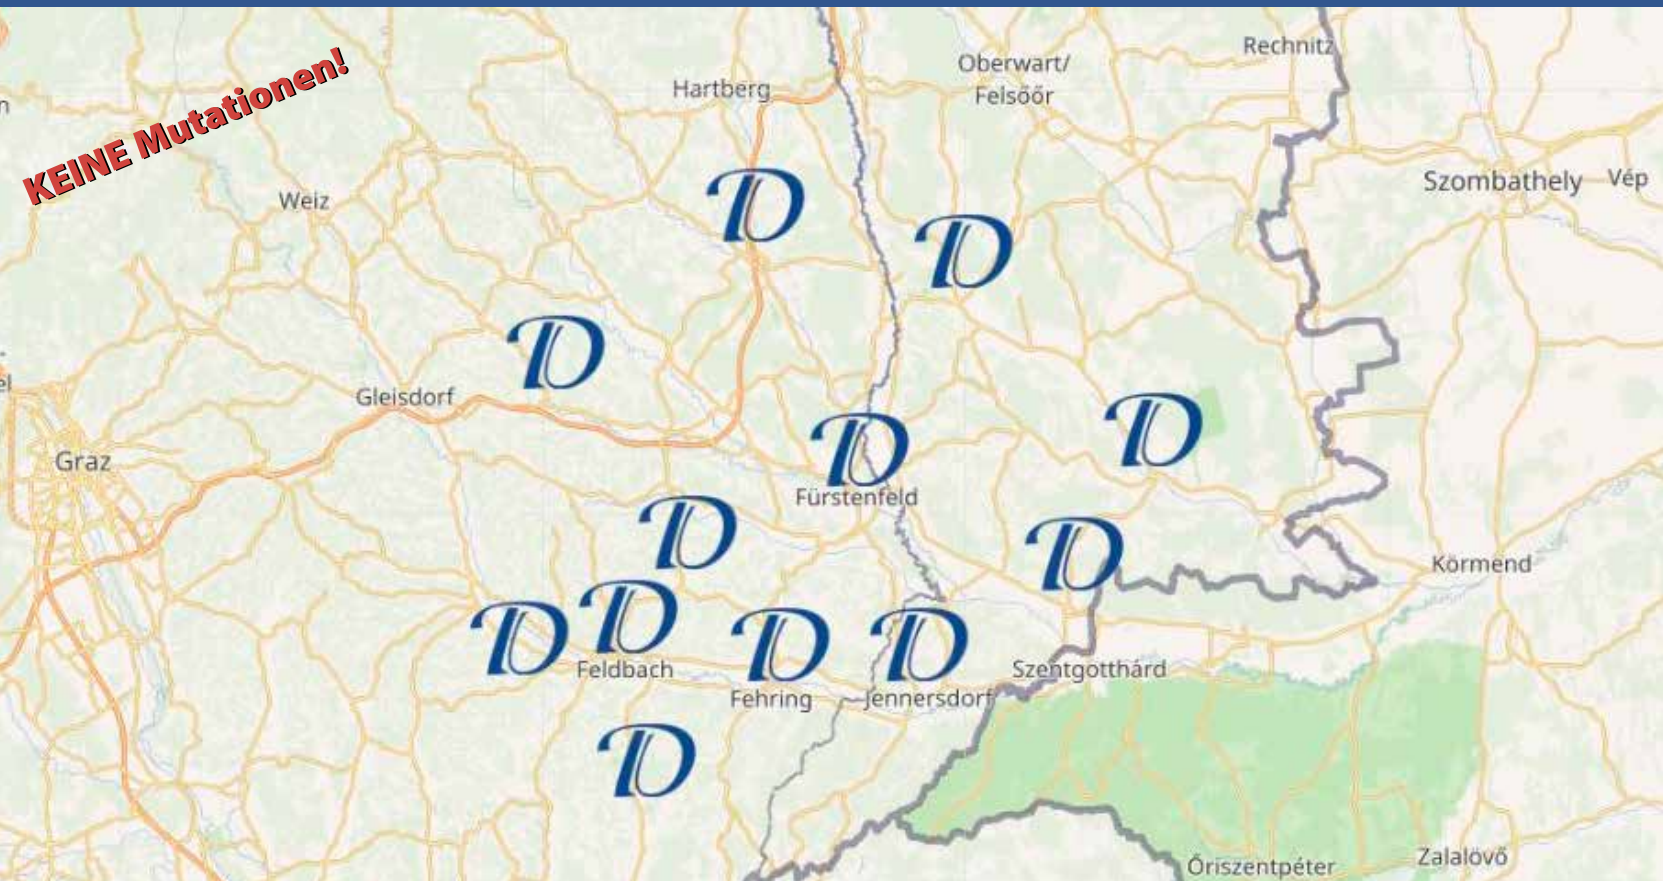 Rechnitz
Oberwart/
Felsőőr
Hartberg
KEINE Mutationen!
Szombathely
Vép
Weiz
n
D
D
D
el
Gleisdorf
D
D
Graz
Fürstenfeld
D
D
Körmend
D
D
D
D
Feldbach
Szentgotthárd
Fehring
Jennersdorf
D
Zalalövő
Őriszentpéter